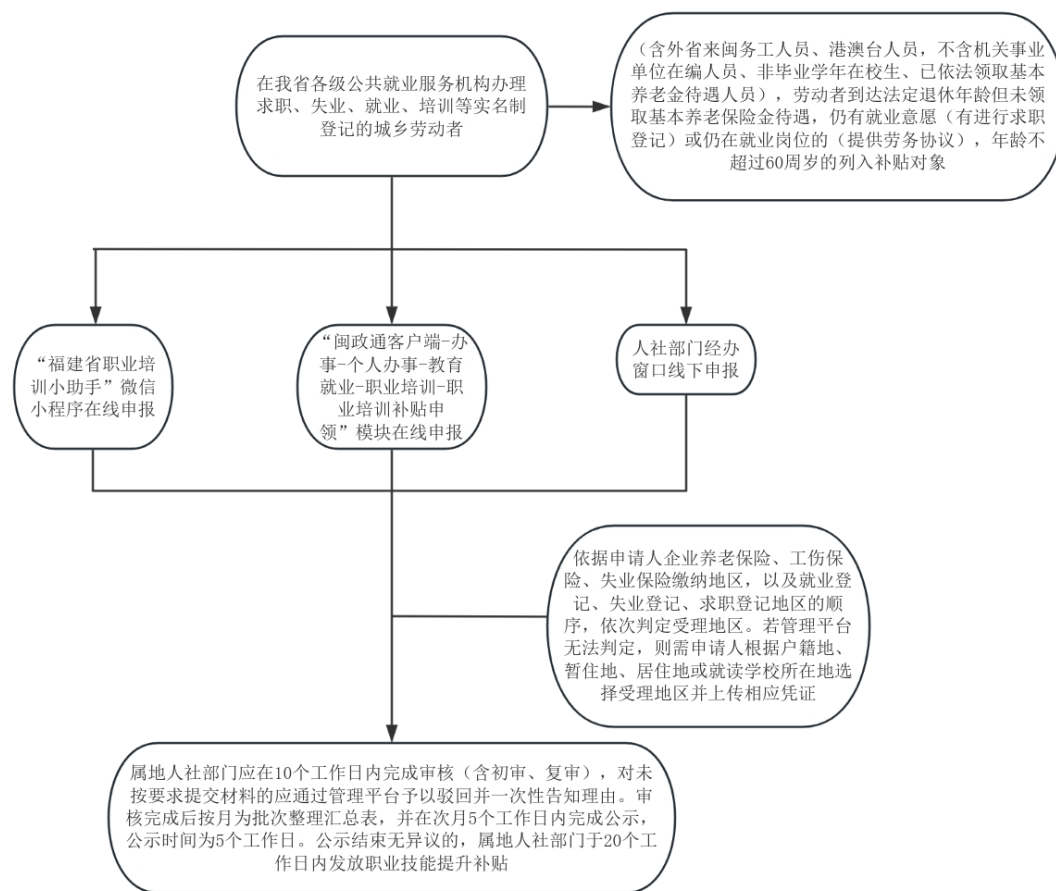 在我省各级公共就业服务机构办理
求职、失业、就业、培训等实名制
登记的城乡劳动者
（含外省来闽务工人员、港澳台人员，不含机关事业
单位在编人员、非毕业学年在校生、已依法领取基本
养老金待遇人员），劳动者到达法定退休年龄但未领
取基本养老保险金待遇，仍有就业意愿（有进行求职
登记）或仍在就业岗位的（提供劳务协议），年龄不
超过60周岁的列入补贴对象
“福建省职业培
训小助手”微信
小程序在线申报
“闽政通客户端-办
事-个人办事-教育
就业-职业培训-职
业培训补贴申
领”模块在线申报
人社部门经办
窗口线下申报
依据申请人企业养老保险、工伤保
险、失业保险缴纳地区，以及就业登
记、失业登记、求职登记地区的顺
序，依次判定受理地区。若管理平台
无法判定，则需申请人根据户籍地、
暂住地、居住地或就读学校所在地选
择受理地区并上传相应凭证
属地人社部门应在10个工作日内完成审核（含初审、复审），对未
按要求提交材料的应通过管理平台予以驳回并一次性告知理由。审
核完成后按月为批次整理汇总表，并在次月5个工作日内完成公示，
公示时间为5个工作日。公示结束无异议的，属地人社部门于20个工
作日内发放职业技能提升补贴